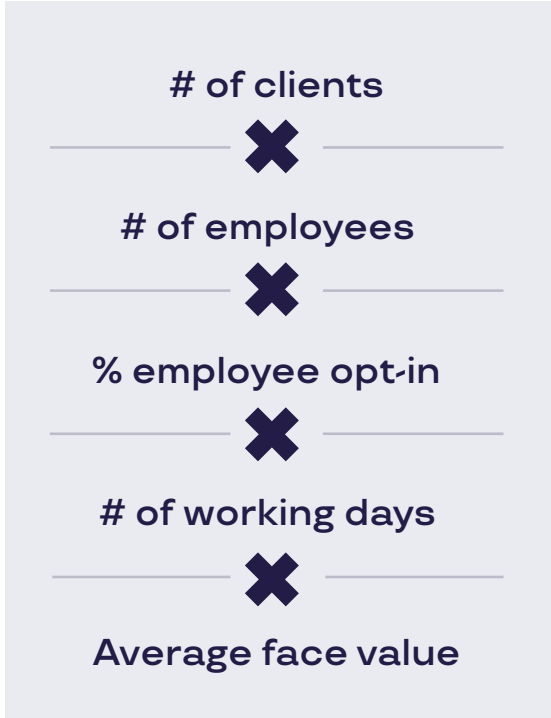 # of clients
# of employees
% employee opt-in
# of working days
Average face value